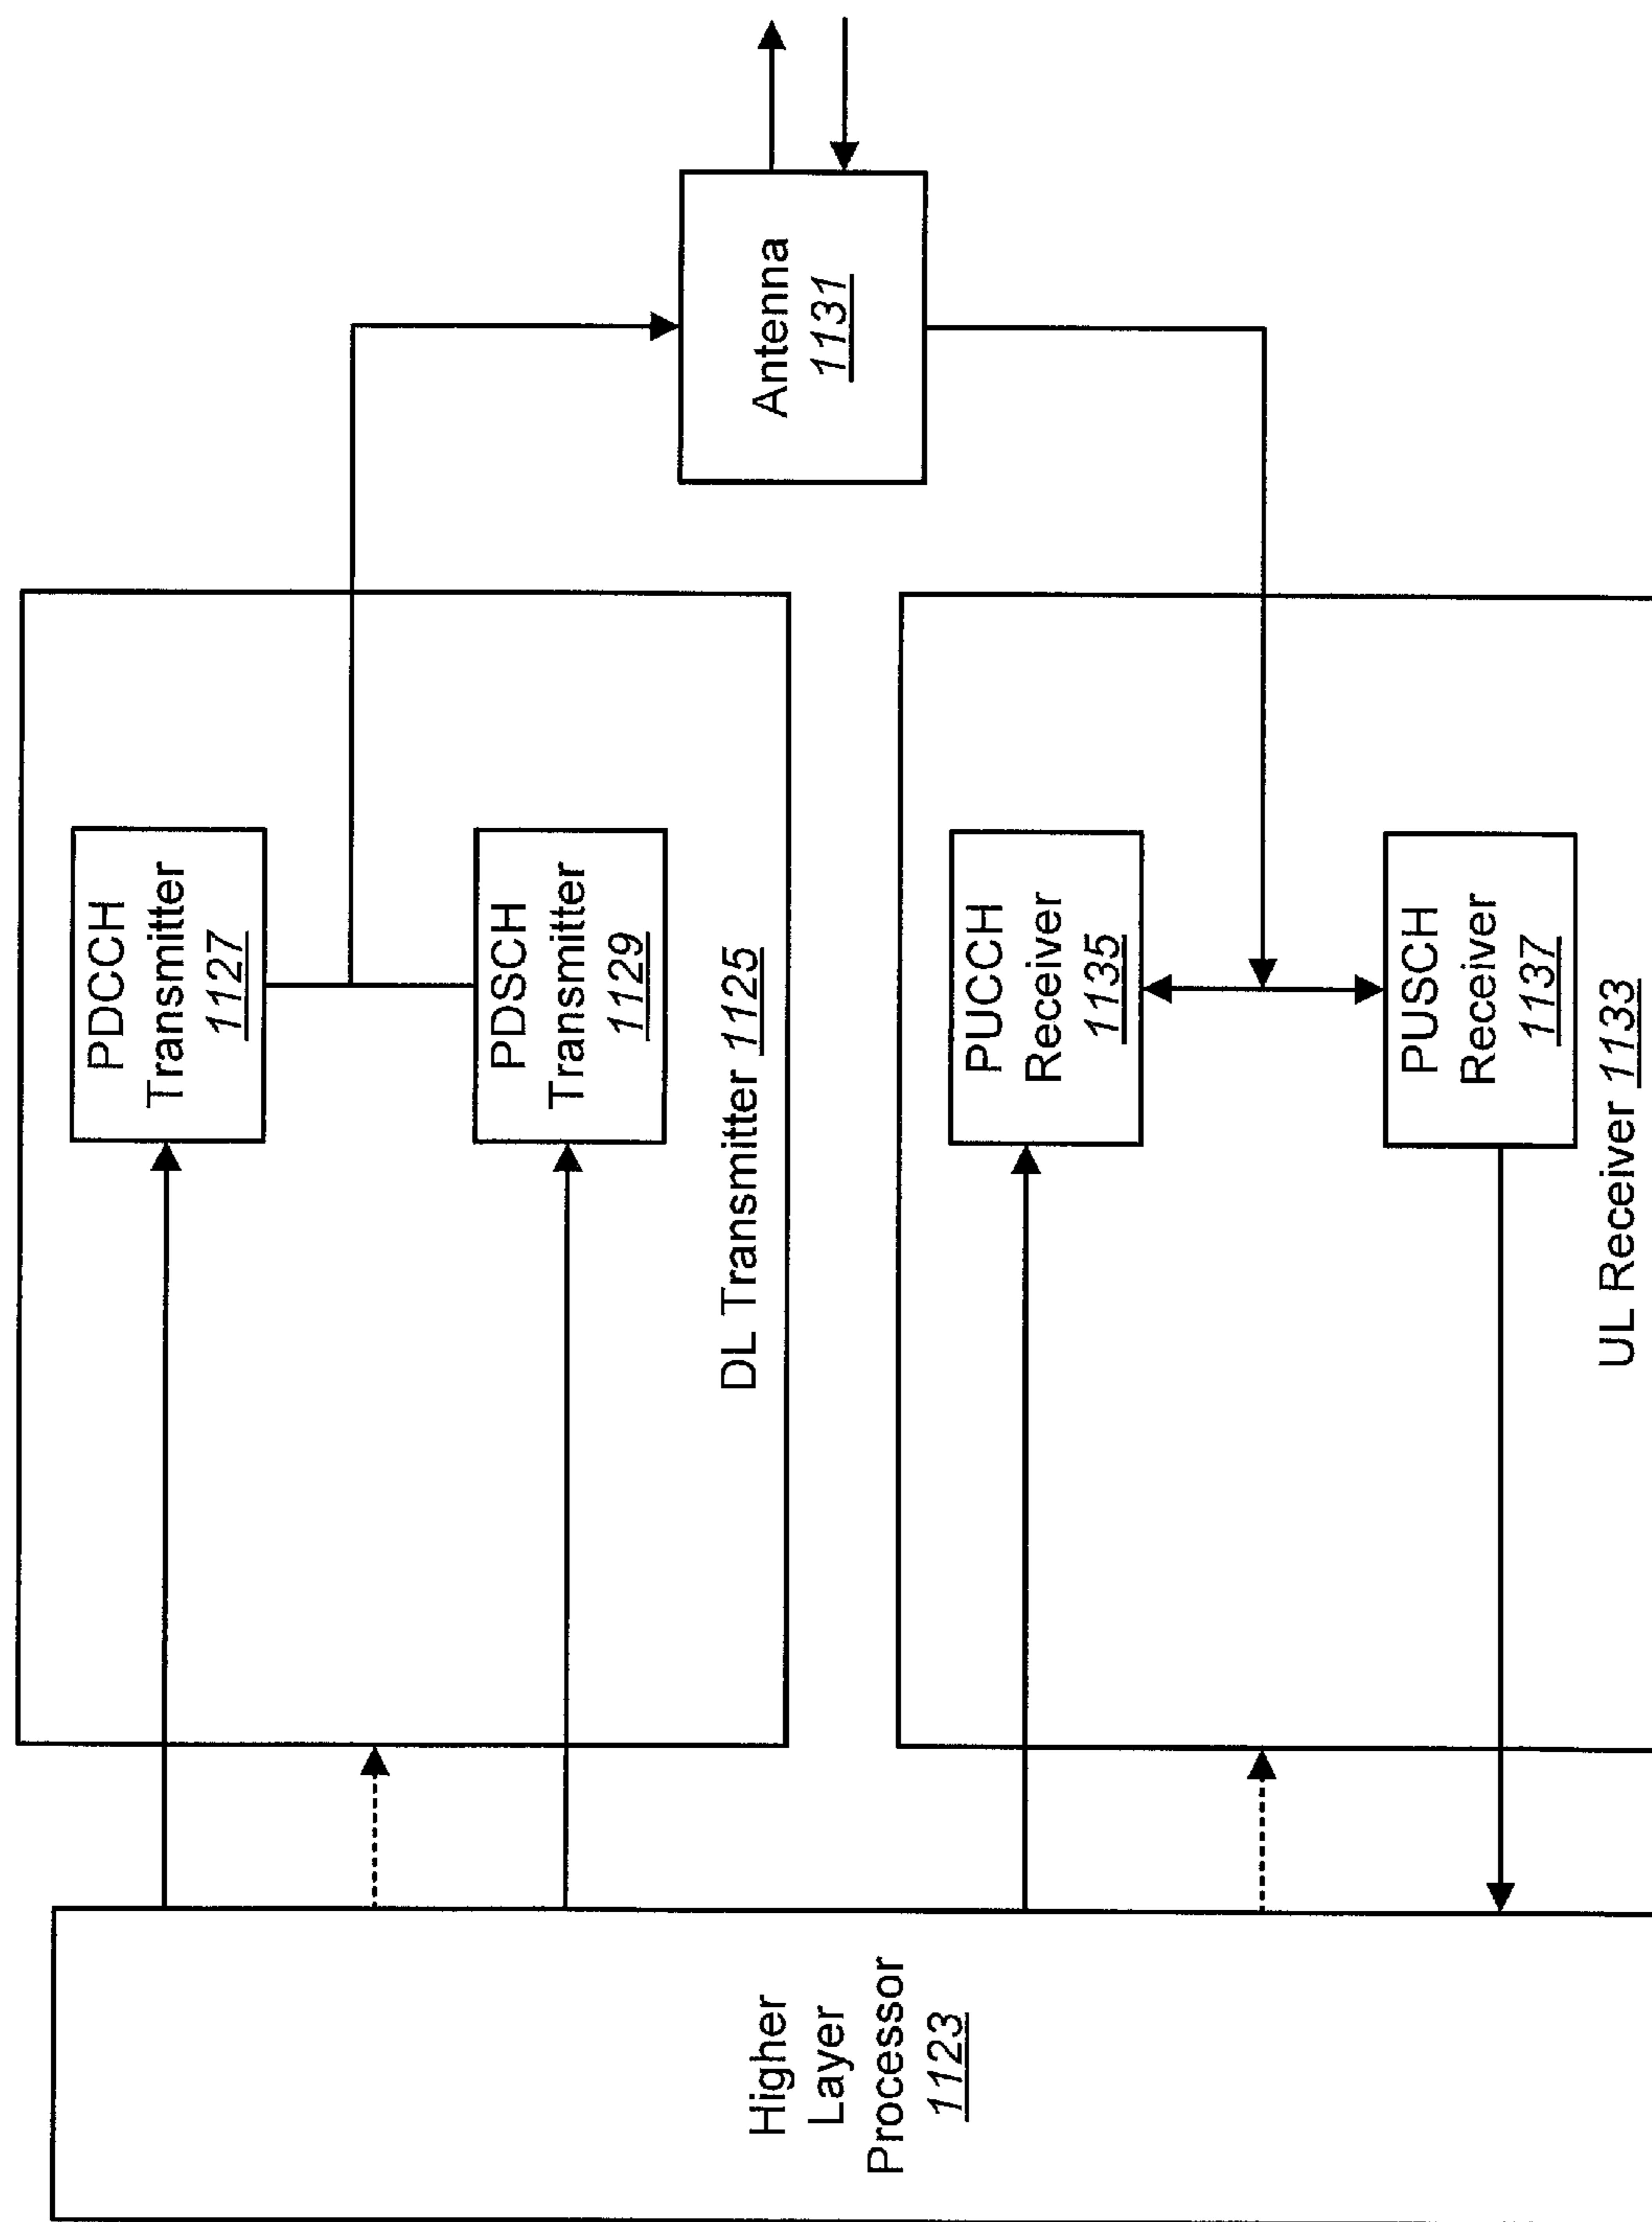 Higher
Layer
Processor
1123
PDCCH
Transmitter
1127
PDSCH
Transmitter
1129
DL Transmitter 1125
PUCCH
Receiver
1135
PUSCH
Receiver
1137
UL Receiver 1133
Antenna
1131